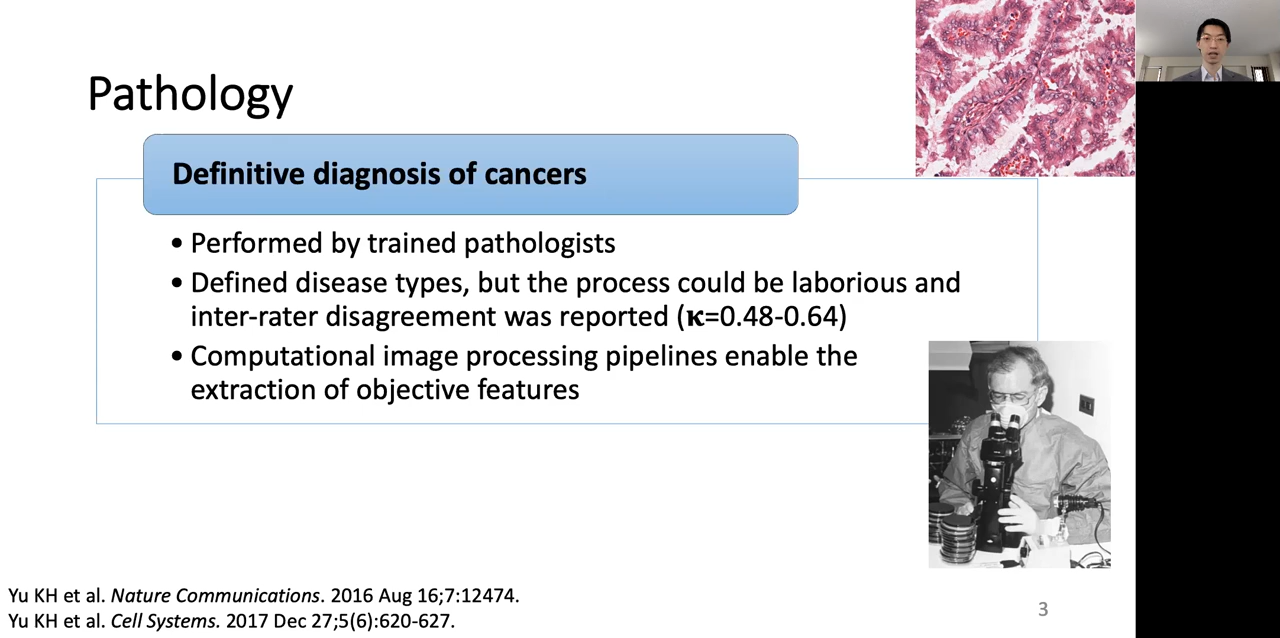 Pathology
Definitive diagnosis of cancers
• Performed by trained pathologists
• Defined disease types, but the process could be laborious and
inter-rater disagreement was reported (κ=0.48-0.64)
• Computational image processing pipelines enable the
extraction of objective features
Yu KH et al. Nature Communications. 2016 Aug 16;7:12474.
Yu KH et al. Cell Systems. 2017 Dec 27;5(6):620-627.
3